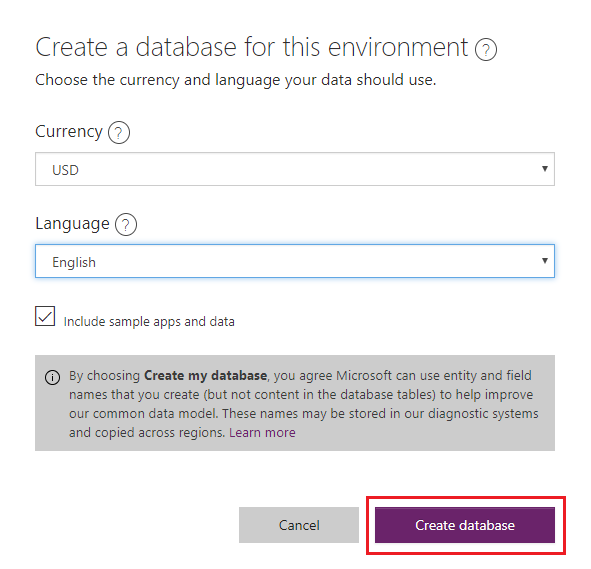 Create a database for this environment ?
Choose the currency and language your data should use.
Currency ?
USD
Language ?
English
Include sample apps and data
By choosing Create my database, you agree Microsoft can use entity and field
names that you create (but not content in the database tables) to help improve
our common data model. These names may be stored in our diagnostic systems
and copied across regions. Learn more
Cancel
Create database